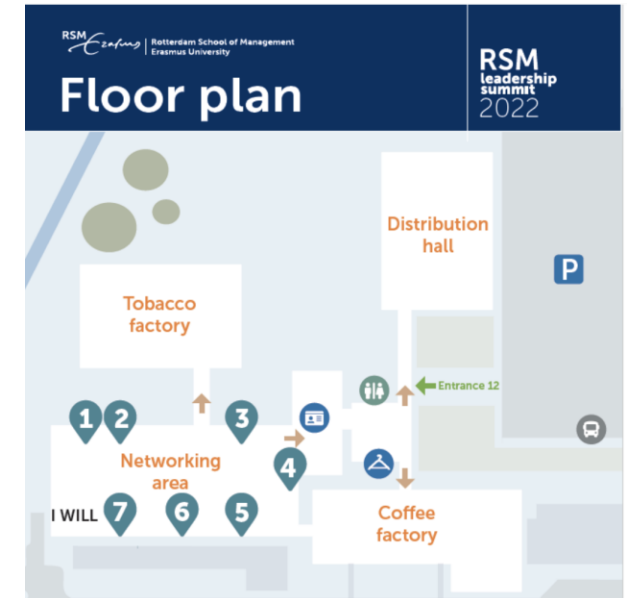 RSM Erasmus
Rotterdam School of Management
Erasmus University
Floor plan
RSM
leadership
summit
2022
Distribution
hall
P
Tobacco
factory
Entrance 12
1 2 3
Networking
area
4
I WILL
7 6 5
Coffee
factory